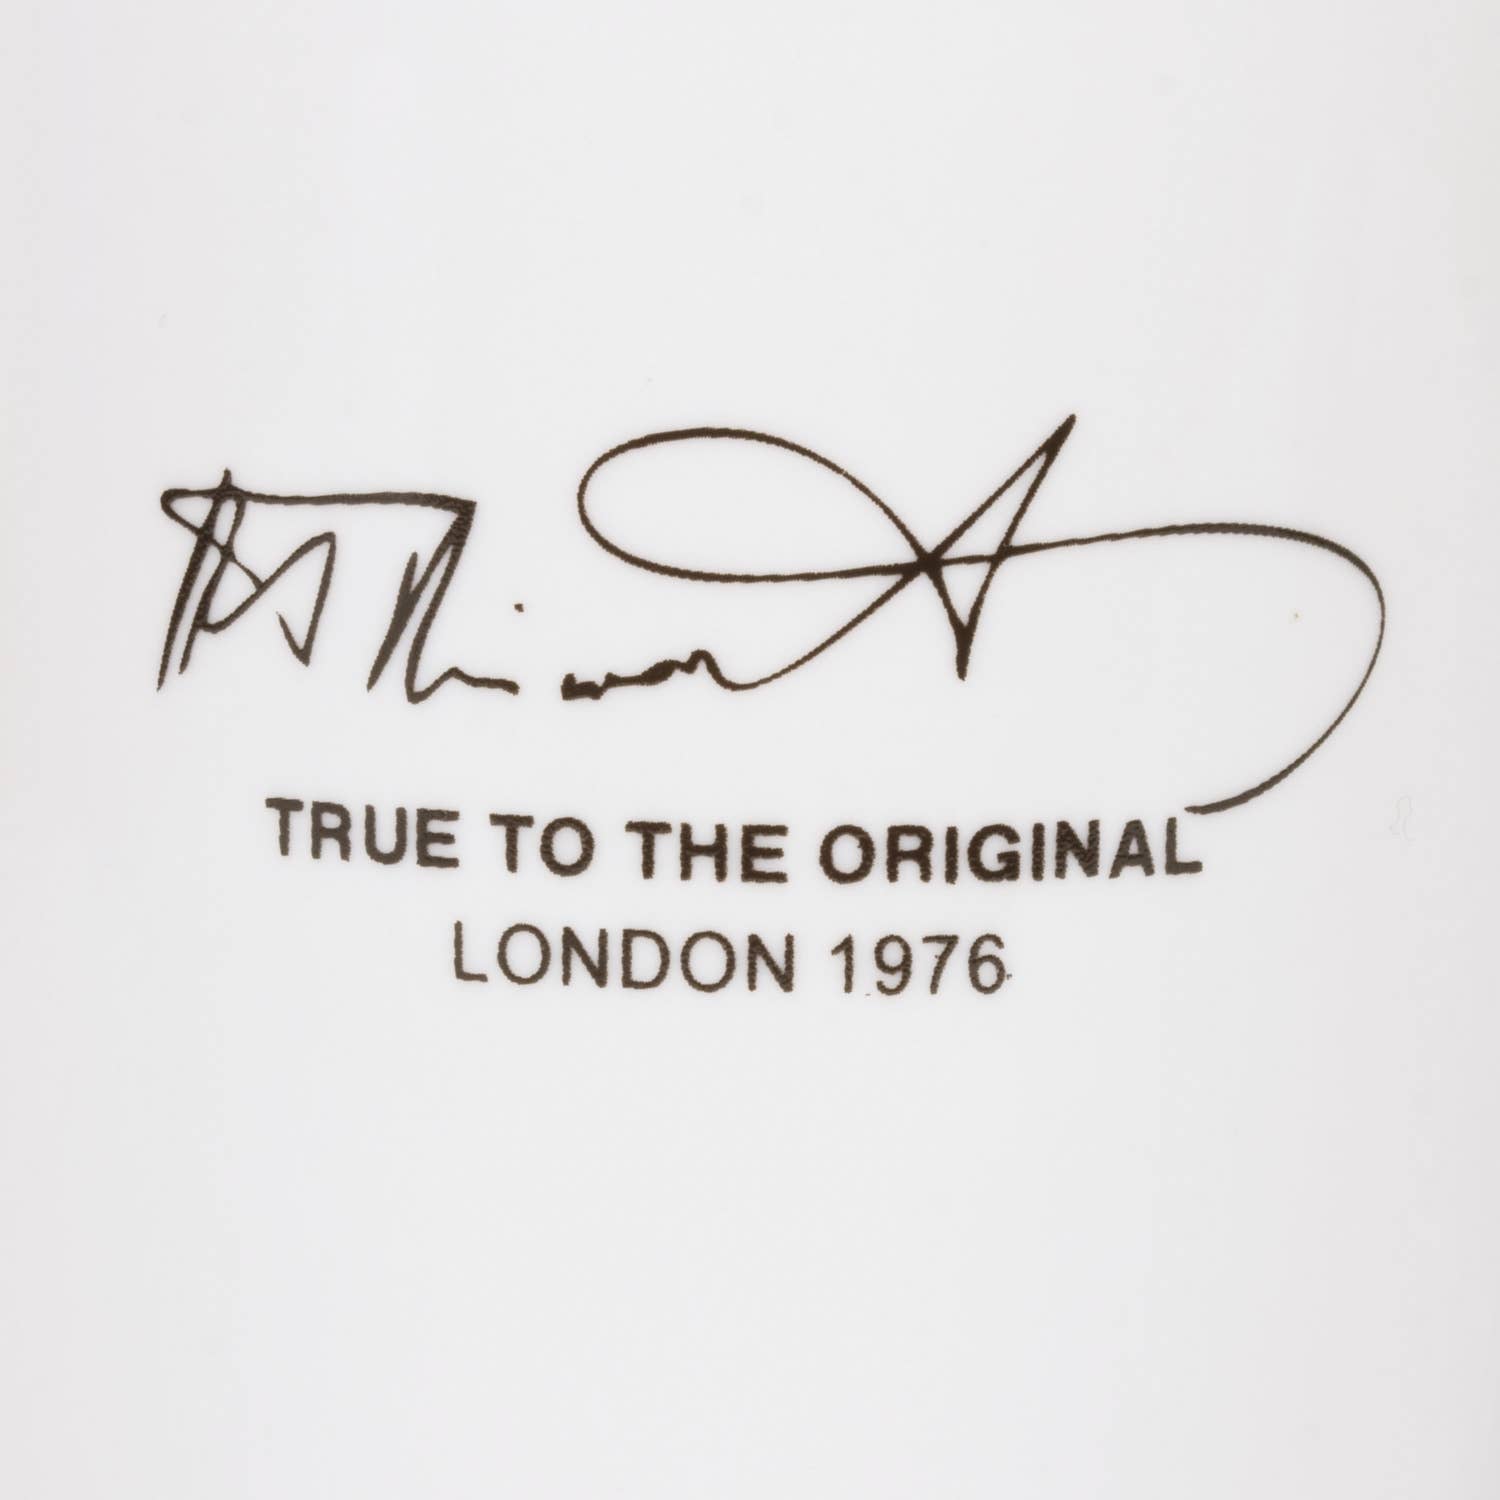 TRUE TO THE ORIGINAL
LONDON 1976